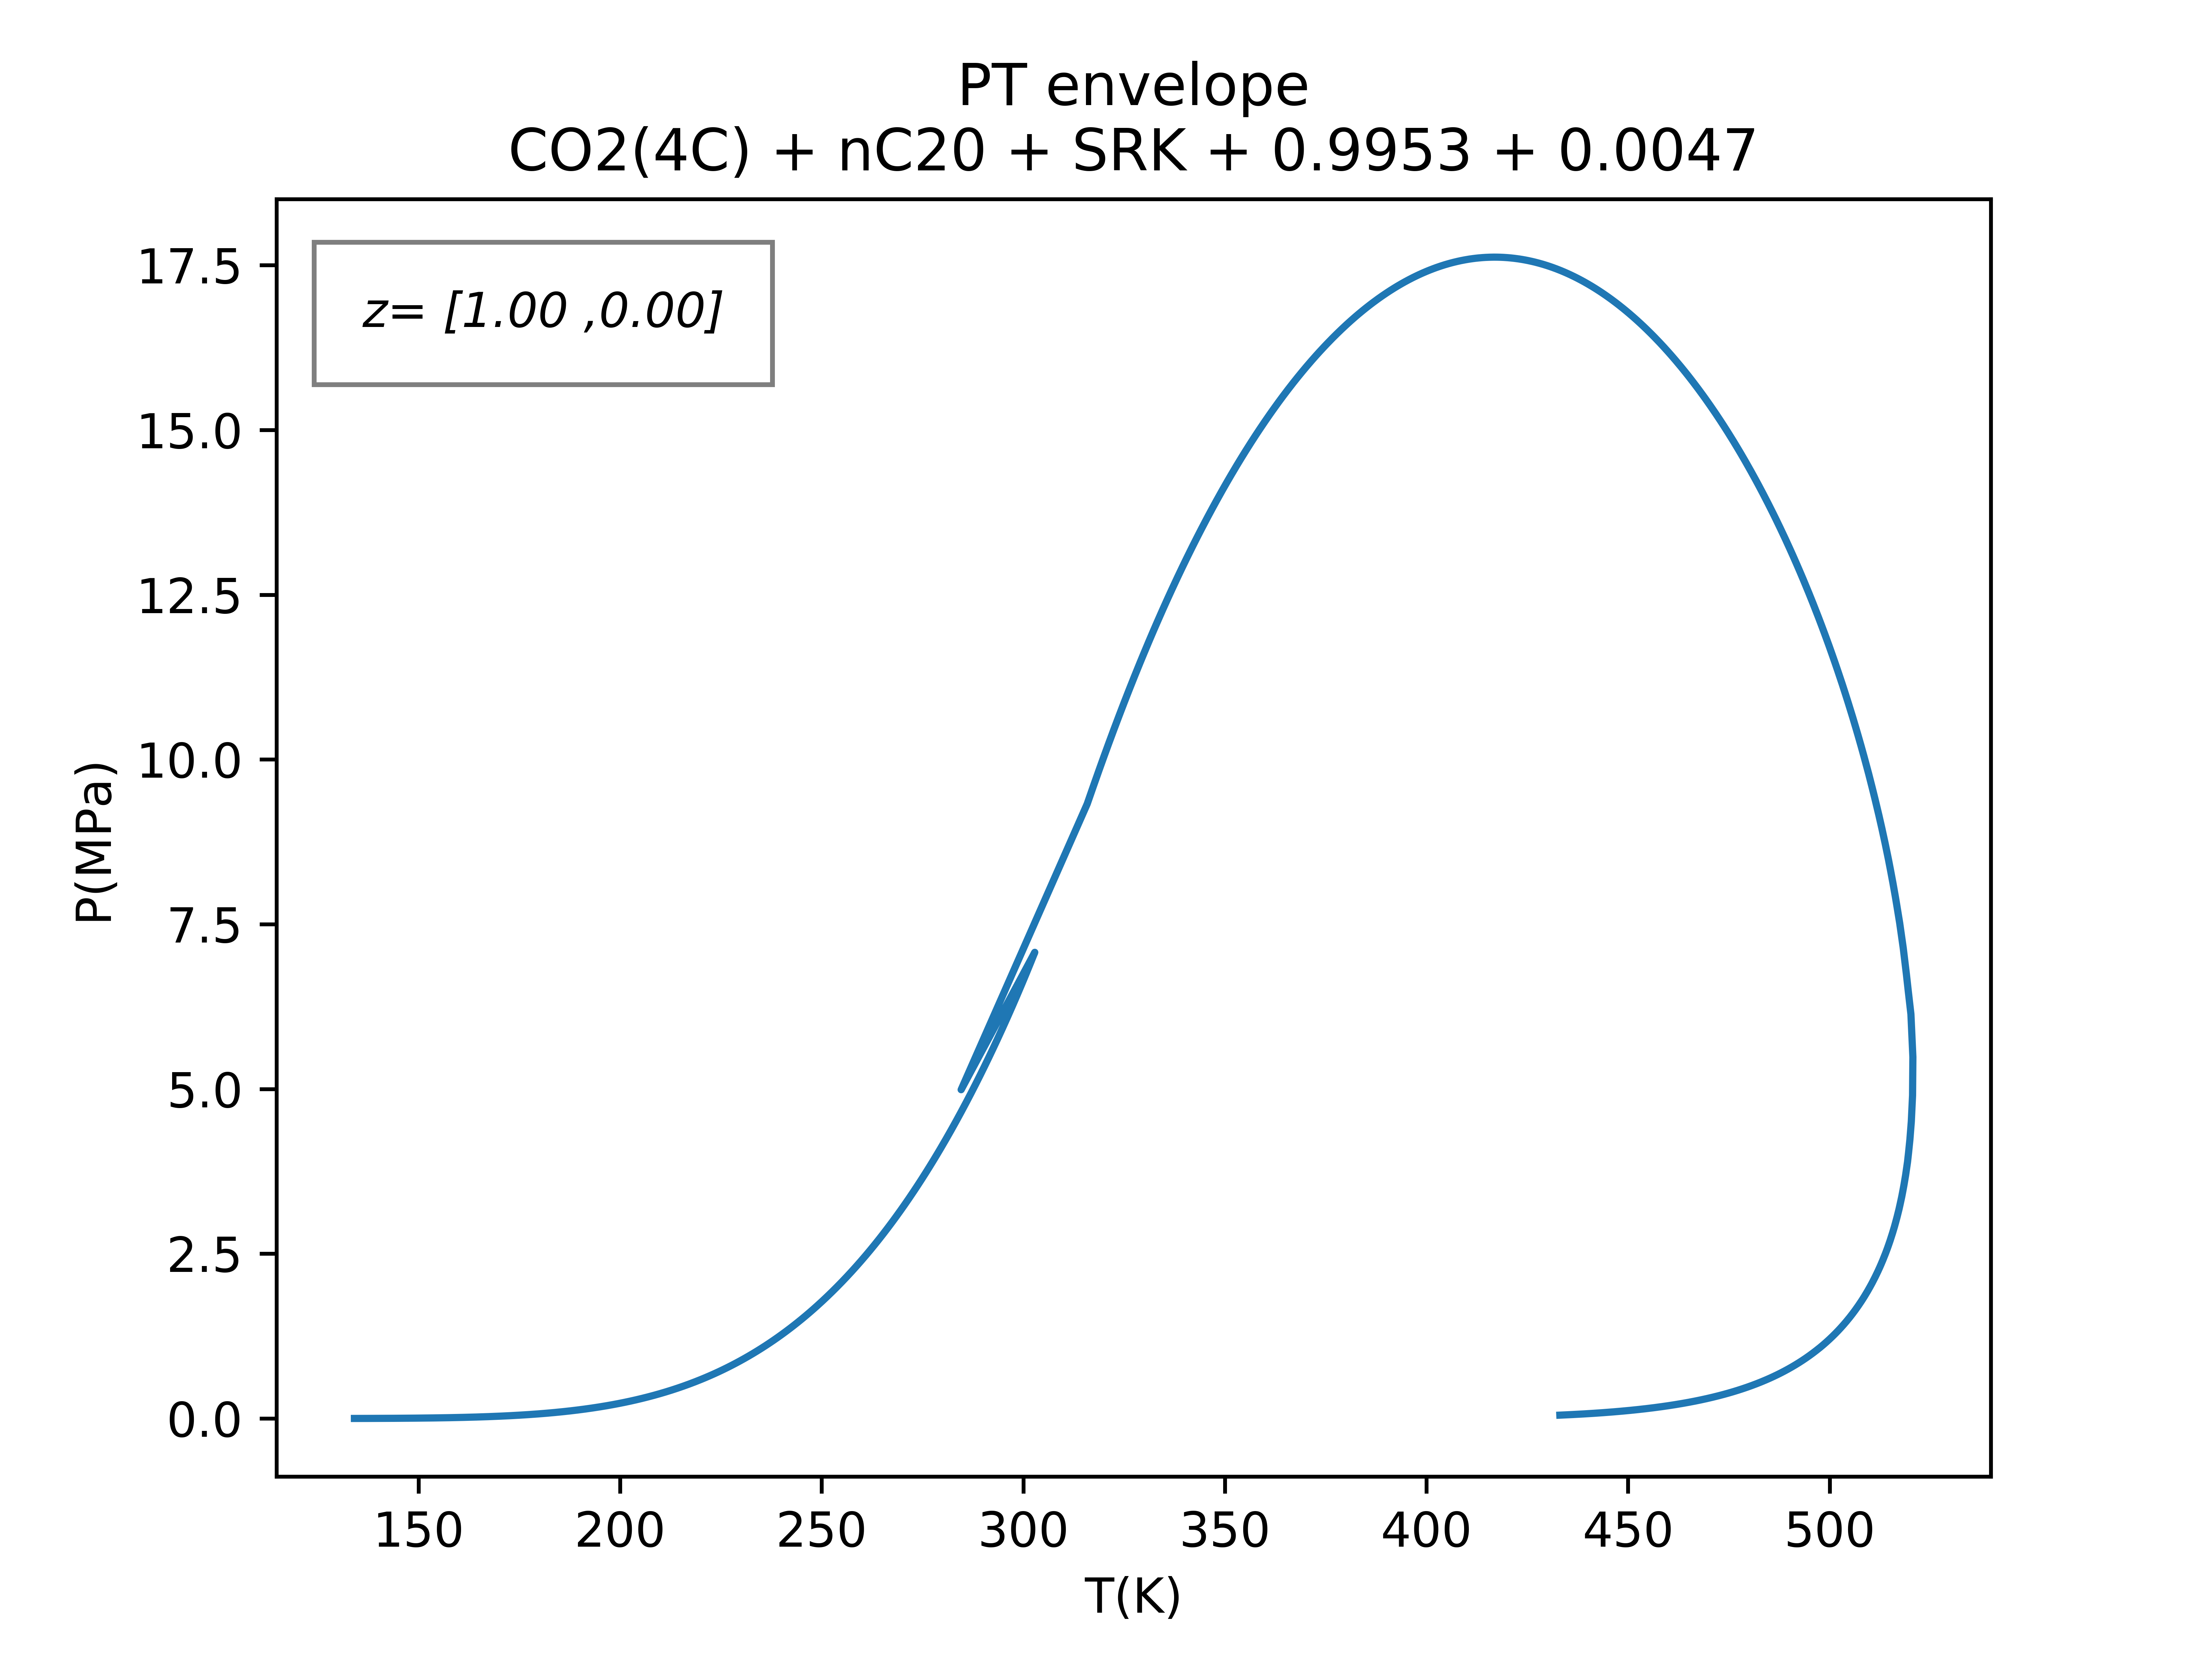 PT envelope
CO2(4C) + nC20 + SRK + 0.9953 + 0.0047
z= [1.00 ,0.00]
17.5
15.0
12.5
10.0
7.5
5.0
2.5
0.0
P(MPa)
150 200 250 300 350 400 450 500
T(K)